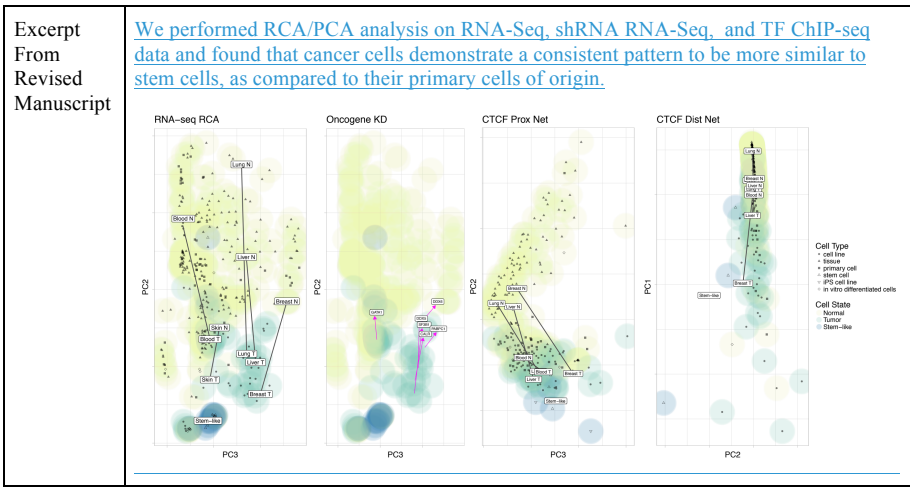 Excerpt
From
Revised
Manuscript
We performed RCA/PCA analysis on RNA-Seq, shRNA RNA-Seq, and TF ChIP-seq
data and found that cancer cells demonstrate a consistent pattern to be more similar to
stem cells, as compared to their primary cells of origin.
RNA-seq RCA
Oncogene KD
CTCF Prox Net
CTCF Dist Net
PC2
Lung N
Blood N
Liver N
Breast N
Skin N
Blood T
Lung T
Liver T
Skin T
Breast T
Stem-like
PC3
PC2
PC3
PC2
Breast N
Lung N
Liver N
Blood N
Blood T
Liver T
Breast T
Stem-like
PC3
PC1
Lung N
Breast N
Liver N
Blood N
Liver T
Breast T
Stem-like
PC2
Cell Type
cell line
tissue
primary cell
stem cell
iPS cell line
in vitro differentiated cells
Cell State
Normal
Tumor
Stem-like